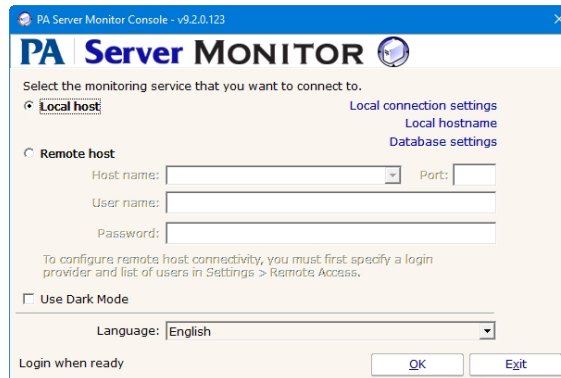 PA Server Monitor Console - v9.2.0.123
PA Server MONITOR
Select the monitoring service that you want to connect to.
Local host
Local connection settings
Local hostname
Database settings
Remote host
Host name:
Port:
User name:
Password:
To configure remote host connectivity, you must first specify a login
provider and list of users in Settings > Remote Access.
Use Dark Mode
Language: English
Login when ready
OK
Exit